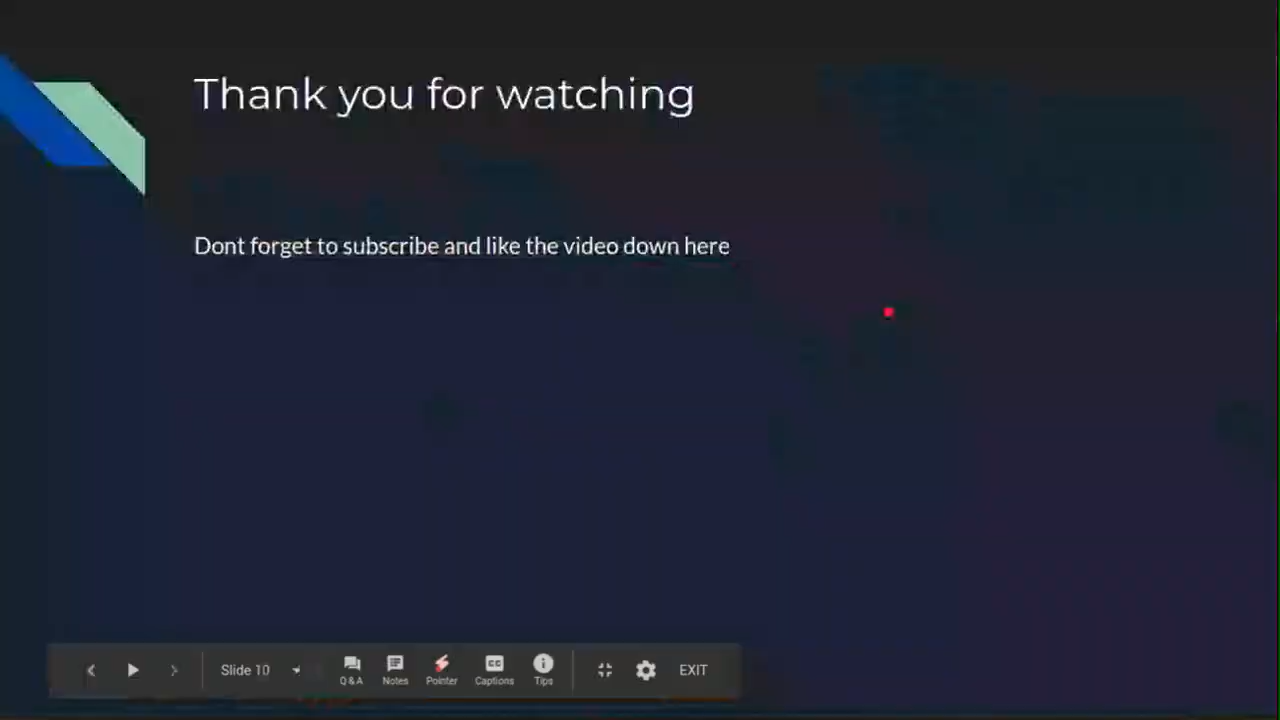 Thank you for watching
Dont forget to subscribe and like the video down here
Slide 10
Q&A
Notes
Pointer
CC
Captions
Tips
EXIT